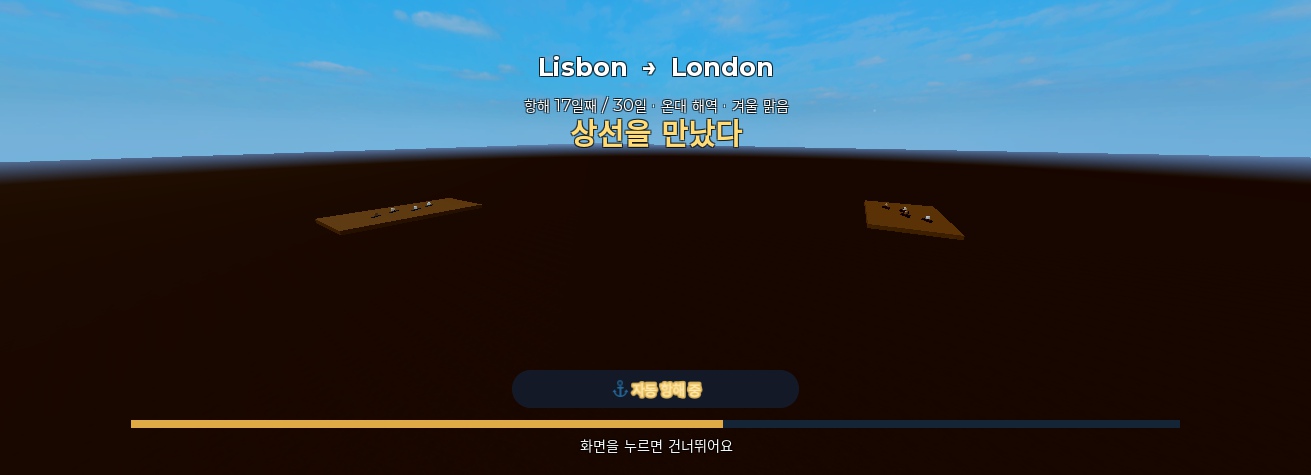 Lisbon → London
항해 17일째 / 30일 · 온대 해역 · 겨울 맑음
상선을 만났다
⚓ 자동 항해 중
화면을 누르면 건너뛰어요